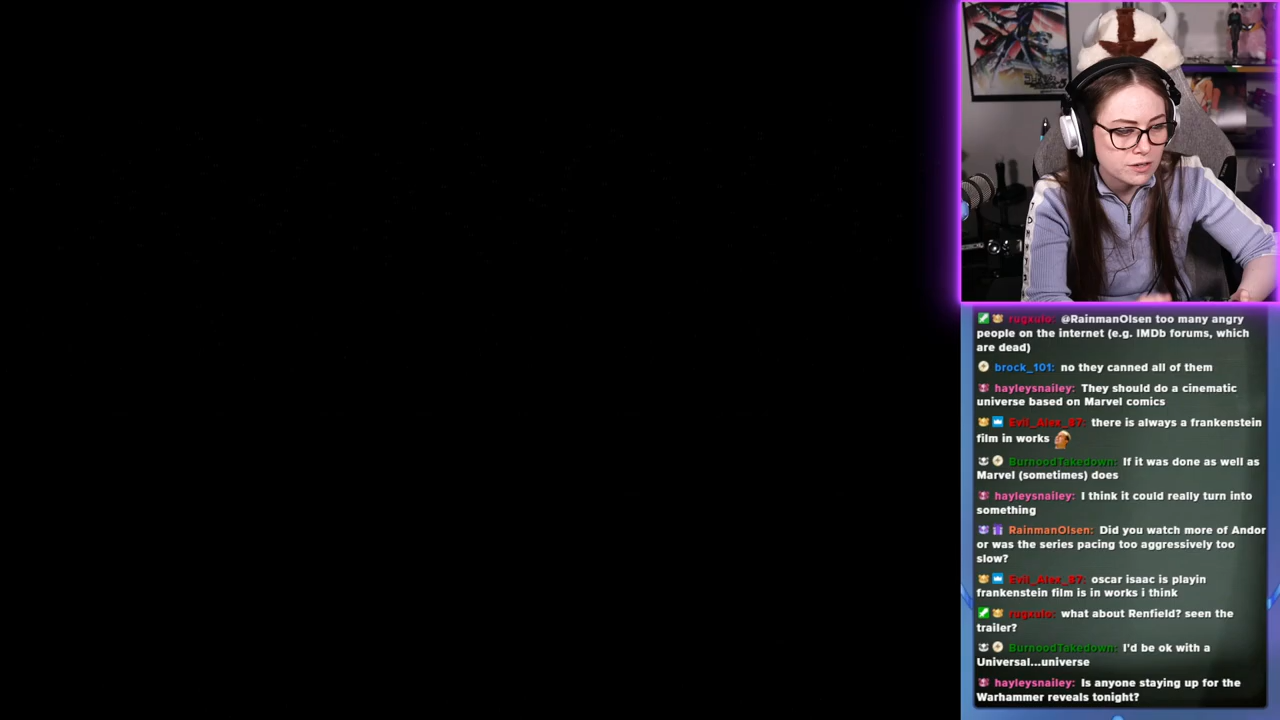 rugxulo: @RainmanOlsen too many angry
people on the internet (e.g. IMDb forums, which
are dead)
brock_101: no they canned all of them
hayleysnailey: They should do a cinematic
universe based on Marvel comics
Evil_Alex_87: there is always a frankenstein
film in works
BurnoodTakedown: If it was done as well as
Marvel (sometimes) does
hayleysnailey: I think it could really turn into
something
RainmanOlsen: Did you watch more of Andor
or was the series pacing too aggressively too
slow?
Evil_Alex_87: oscar isaac is playin
frankenstein film is in works i think
rugxulo: what about Renfield? seen the
trailer?
BurnoodTakedown: I'd be ok with a
Universal...universe
hayleysnailey: Is anyone staying up for the
Warhammer reveals tonight?